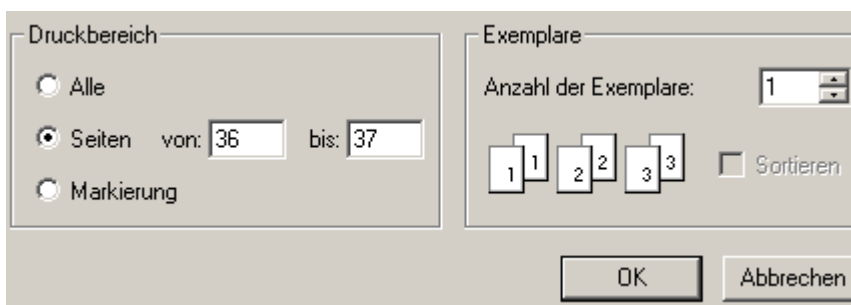 Druckbereich
Alle
Seiten von: 36 bis: 37
Markierung
Exemplare
Anzahl der Exemplare: 1
1 1 2 2 3 3 Sortieren
OK Abbrechen